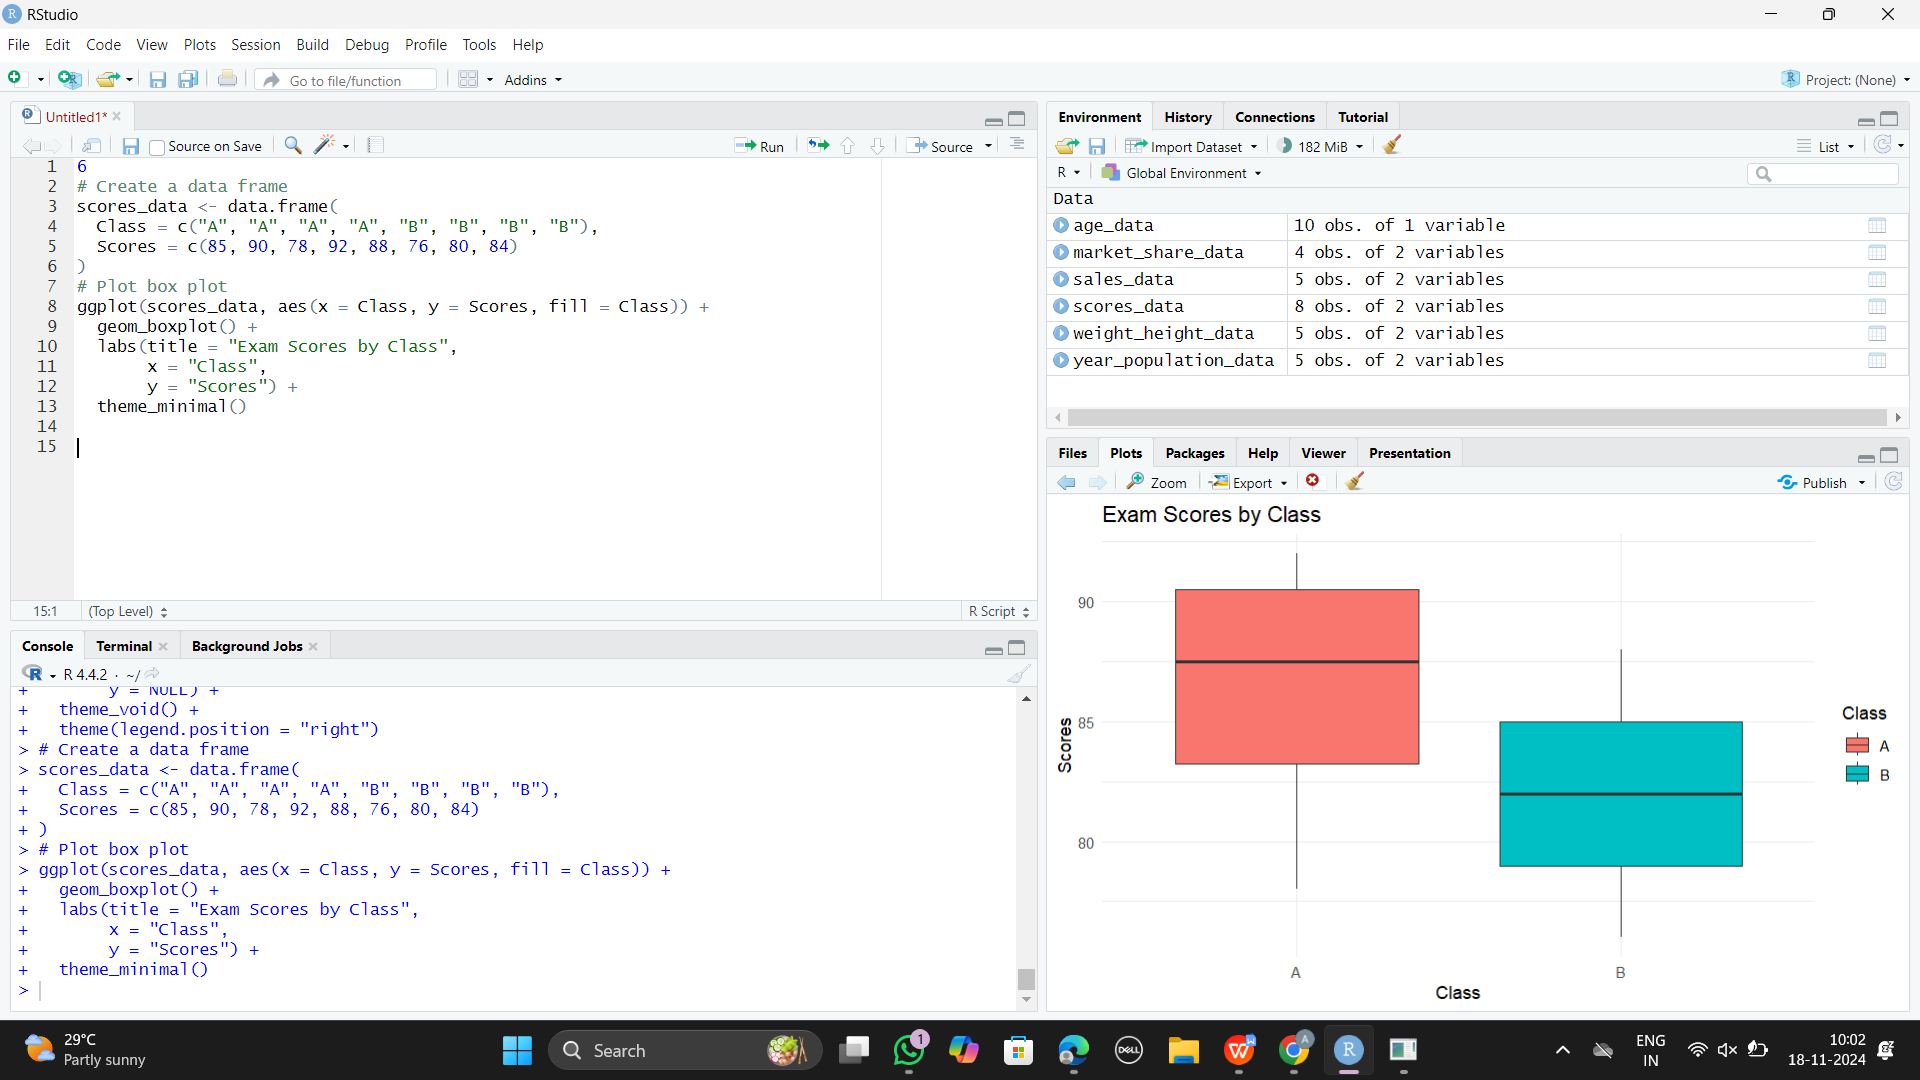 RStudio
File Edit Code View Plots Session Build Debug Profile Tools Help
Go to file/function Addins Project: (None)
Untitled1*
Source on Save Run Source
1 6
2 # Create a data frame
3 scores_data <- data.frame(
4   Class = c("A", "A", "A", "A", "B", "B", "B", "B"),
5   Scores = c(85, 90, 78, 92, 88, 76, 80, 84)
6 )
7 # Plot box plot
8 ggplot(scores_data, aes(x = Class, y = Scores, fill = Class)) +
9   geom_boxplot() +
10   labs(title = "Exam Scores by Class",
11        x = "Class",
12        y = "Scores") +
13   theme_minimal()
14
15
15:1 (Top Level) R Script
Console Terminal Background Jobs
R R 4.4.2 · ~/
+        y = NULL) +
+   theme_void() +
+   theme(legend.position = "right")
> # Create a data frame
> scores_data <- data.frame(
+   Class = c("A", "A", "A", "A", "B", "B", "B", "B"),
+   Scores = c(85, 90, 78, 92, 88, 76, 80, 84)
+ )
> # Plot box plot
> ggplot(scores_data, aes(x = Class, y = Scores, fill = Class)) +
+   geom_boxplot() +
+   labs(title = "Exam Scores by Class",
+        x = "Class",
+        y = "Scores") +
+   theme_minimal()
>
Environment History Connections Tutorial
Import Dataset 182 MiB List
R Global Environment
Data
age_data 10 obs. of 1 variable
market_share_data 4 obs. of 2 variables
sales_data 5 obs. of 2 variables
scores_data 8 obs. of 2 variables
weight_height_data 5 obs. of 2 variables
year_population_data 5 obs. of 2 variables
Files Plots Packages Help Viewer Presentation
Zoom Export Publish
Exam Scores by Class
90
85
80
Scores
A B
Class
Class
A
B
29°C
Partly sunny
Search
1
DELL
W
A
R
ENG
IN
10:02
18-11-2024